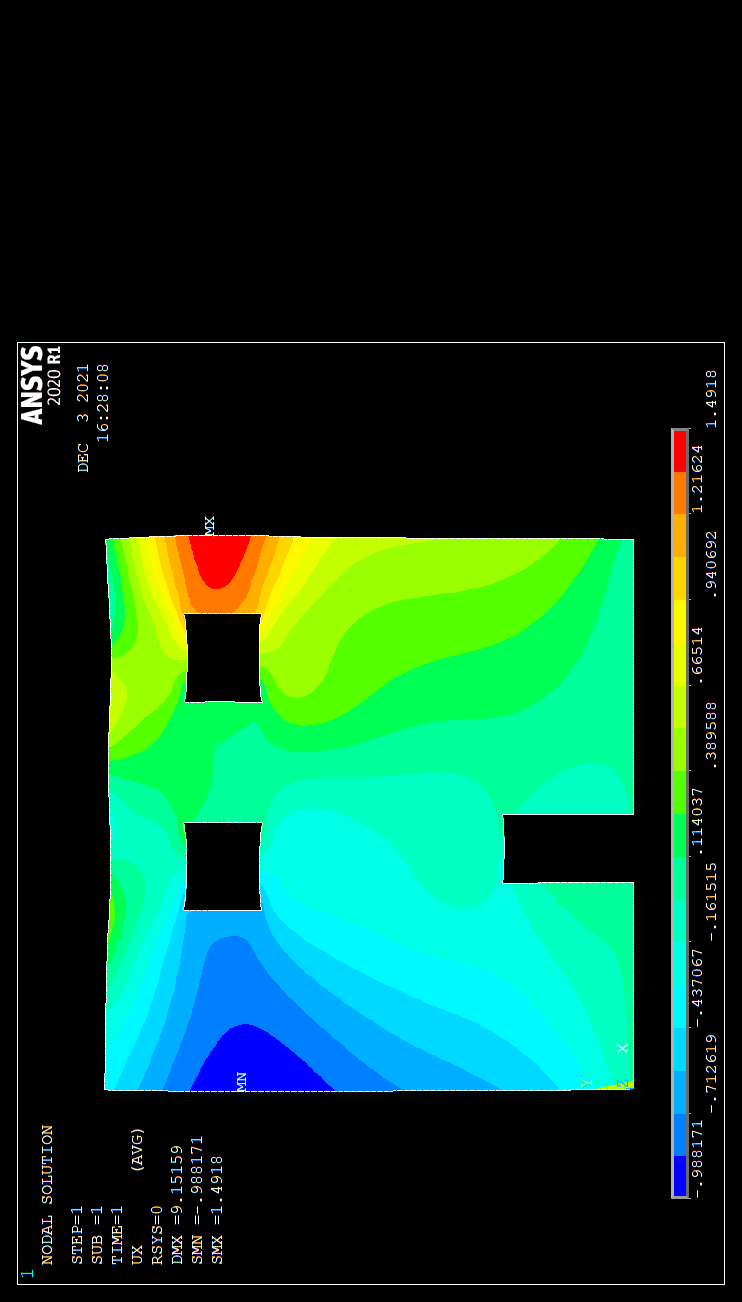 1
NODAL SOLUTION
STEP=1
SUB =1
TIME=1
UX (AVG)
RSYS=0
DMX =9.15159
SMN =-.988171
SMX =1.4918
ANSYS
2020 R1
DEC 3 2021
16:28:08
MN
MX
Y
Z X
-.988171 -.712619 -.437067 -.161515 .114037 .389588 .66514 .940692 1.21624 1.4918